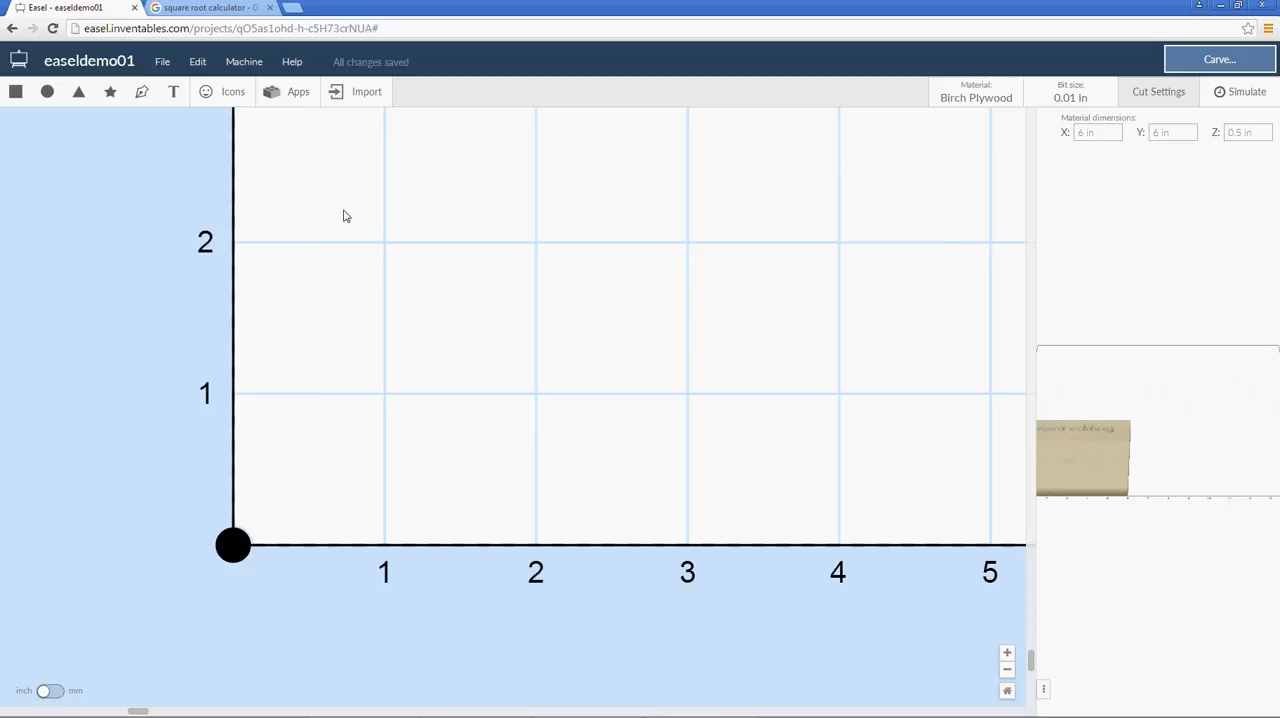 Easel - easeldemo01
square root calculator - G
easel.inventables.com/projects/qO5as1ohd-h-c5H73crNUA#
easeldemo01 File Edit Machine Help All changes saved Carve...
T Icons Apps Import
Material:
Birch Plywood
Bit size:
0.01 in
Cut Settings
Simulate
Material dimensions:
X: 6 in Y: 6 in Z: 0.5 in
2
1
1 2 3 4 5
point editing
inch mm
+
−